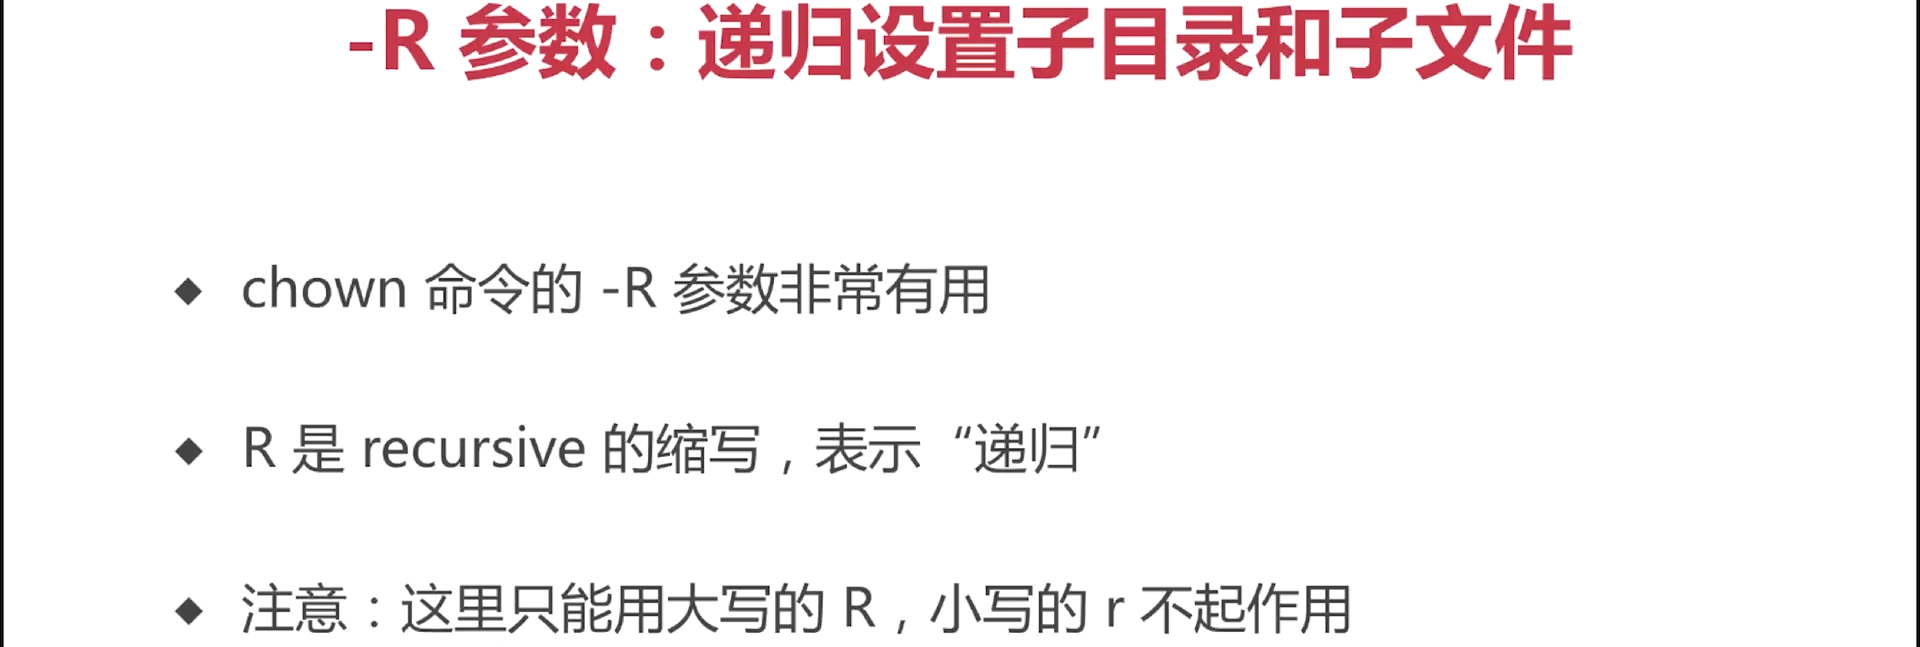 -R 参数：递归设置子目录和子文件
◆ chown 命令的 -R 参数非常有用
◆ R 是 recursive 的缩写，表示“递归”
◆ 注意：这里只能用大写的 R，小写的 r 不起作用